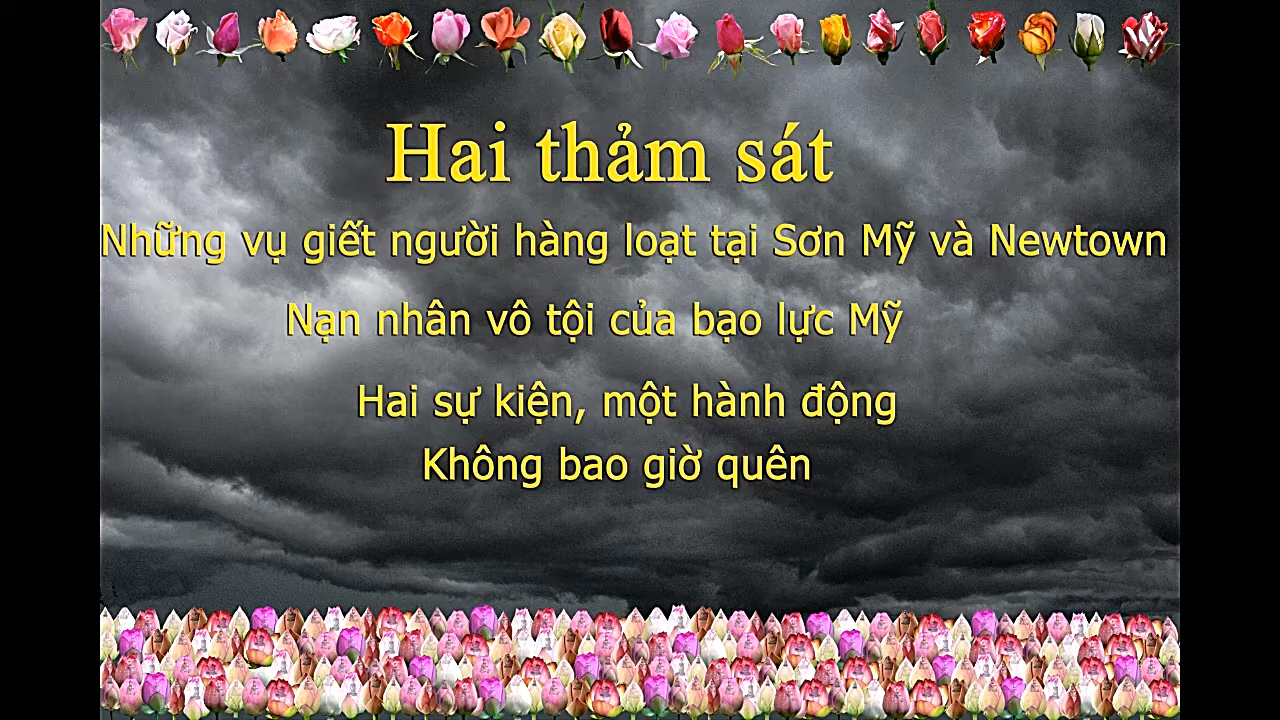 Hai thảm sát
Những vụ giết người hàng loạt tại Sơn Mỹ và Newtown
Nạn nhân vô tội của bạo lực Mỹ
Hai sự kiện, một hành động
Không bao giờ quên